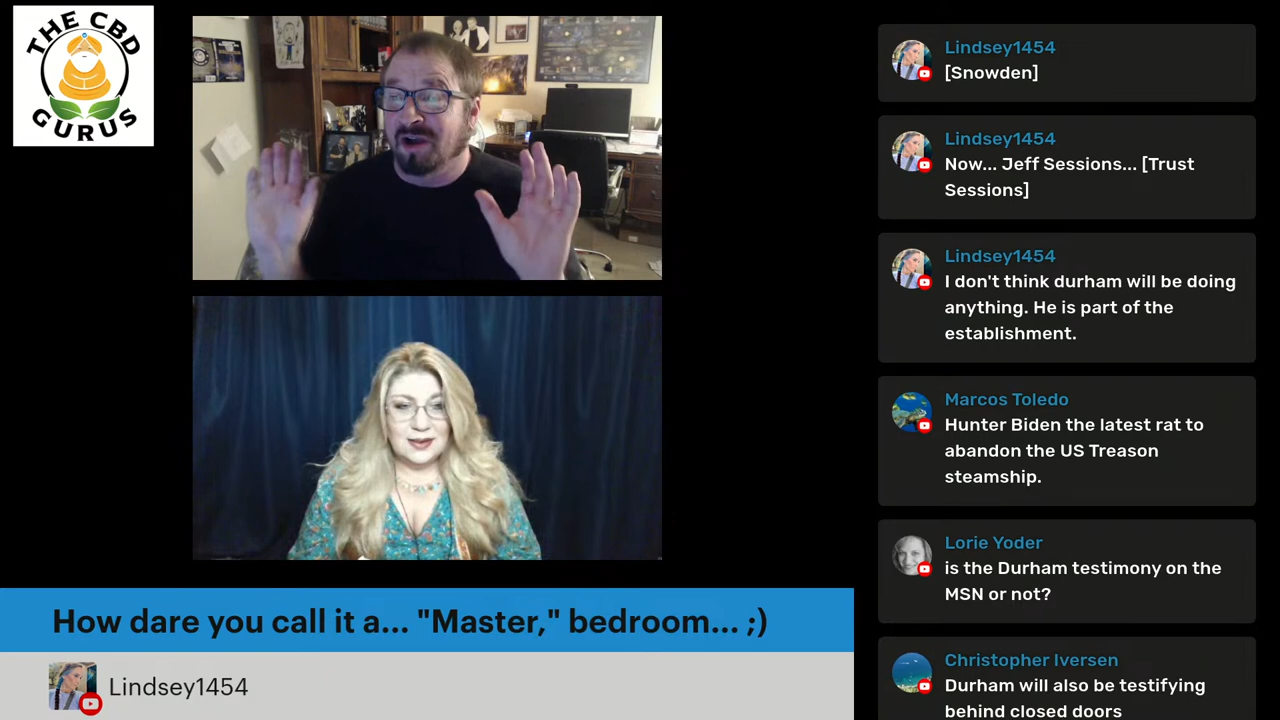 THE CBD
GURUS
Lindsey1454
[Snowden]
Lindsey1454
Now... Jeff Sessions... [Trust
Sessions]
Lindsey1454
I don't think durham will be doing
anything. He is part of the
establishment.
Marcos Toledo
Hunter Biden the latest rat to
abandon the US Treason
steamship.
Lorie Yoder
is the Durham testimony on the
MSN or not?
Christopher Iversen
Durham will also be testifying
behind closed doors
How dare you call it a... "Master," bedroom... ;)
Lindsey1454